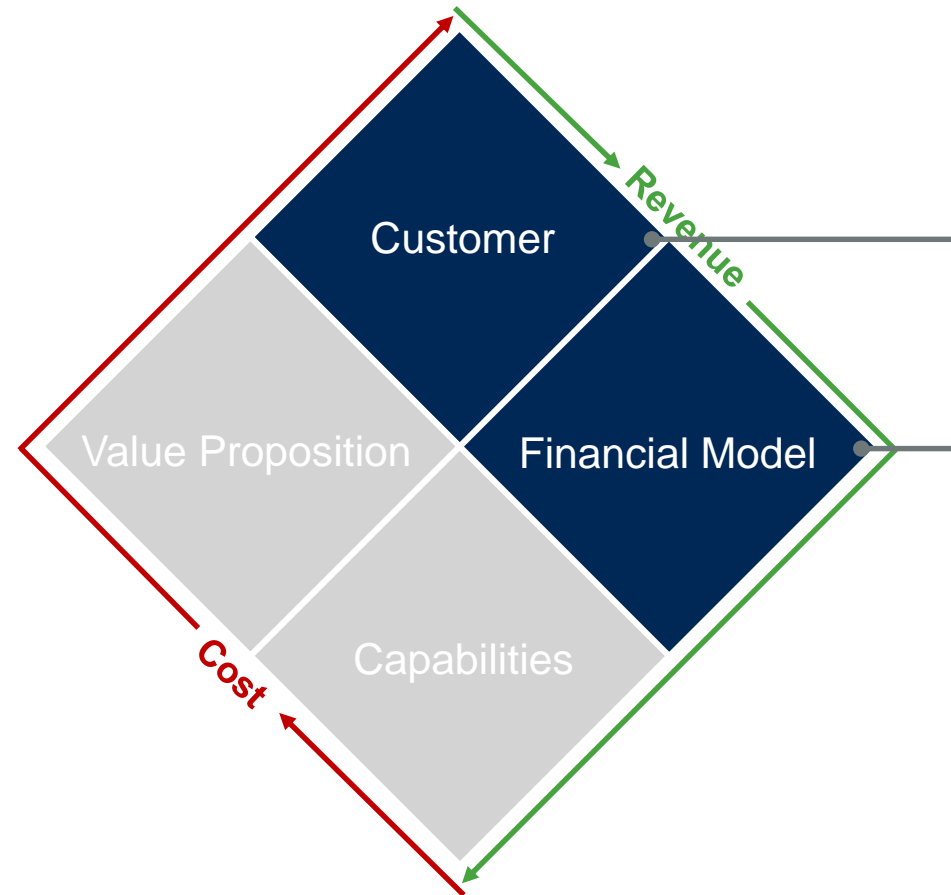 Revenue
Customer
Value Proposition
Financial Model
Capabilities
Cost